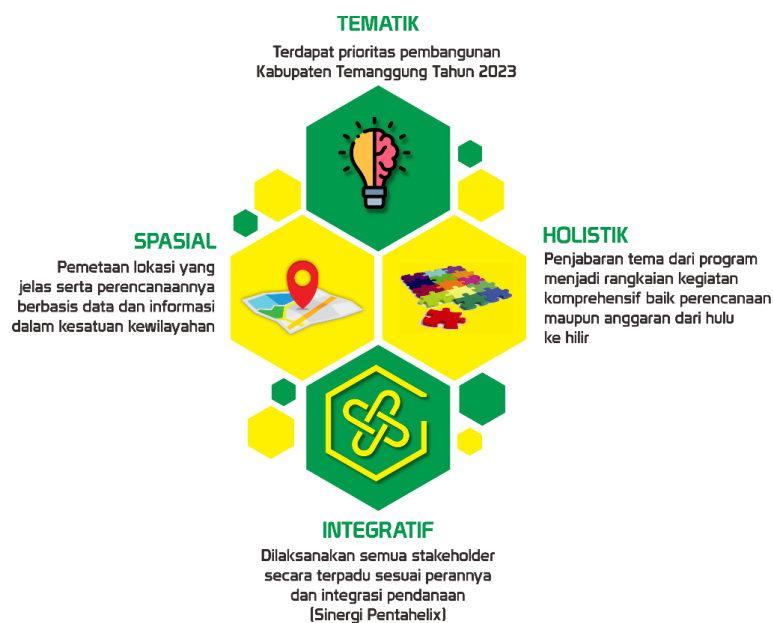 TEMATIK
Terdapat prioritas pembangunan
Kabupaten Temanggung Tahun 2023
SPASIAL
Pemetaan lokasi yang
jelas serta perencanaannya
berbasis data dan informasi
dalam kesatuan kewilayahan
HOLISTIK
Penjabaran tema dari program
menjadi rangkaian kegiatan
komprehensif baik perencanaan
maupun anggaran dari hulu
ke hilir
INTEGRATIF
Dilaksanakan semua stakeholder
secara terpadu sesuai perannya
dan integrasi pendanaan
(Sinergi Pentahelix)